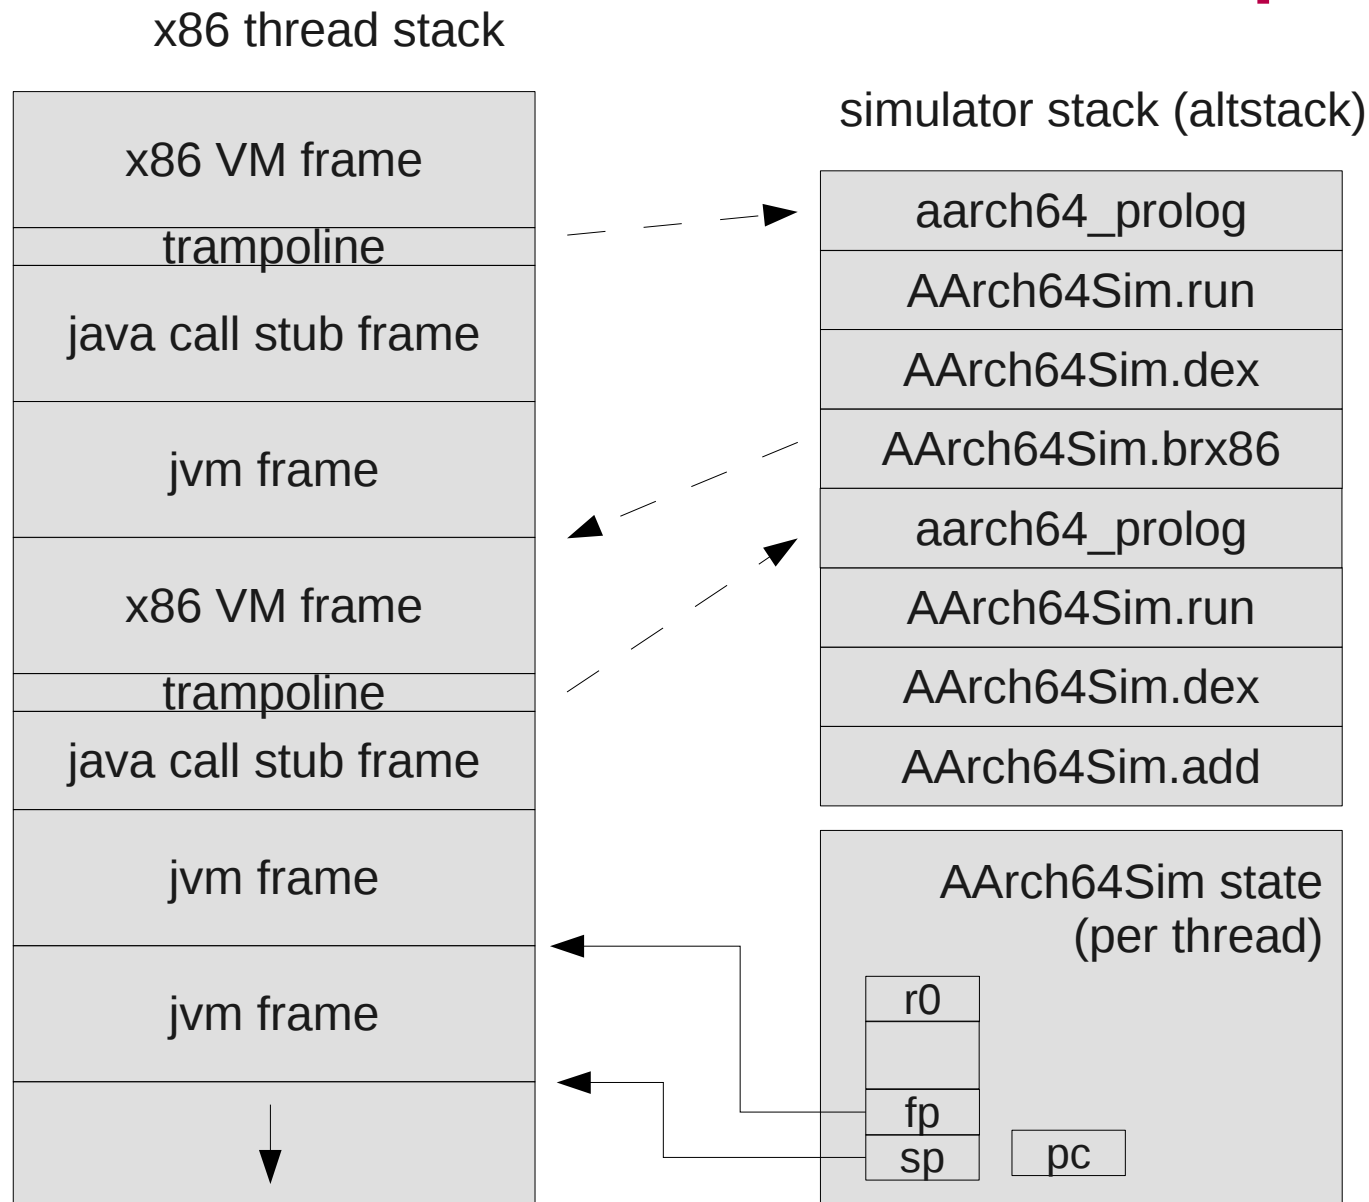 x86 thread stack
x86 VM frame
trampoline
java call stub frame
jvm frame
x86 VM frame
trampoline
java call stub frame
jvm frame
jvm frame
simulator stack (altstack)
aarch64_prolog
AArch64Sim.run
AArch64Sim.dex
AArch64Sim.brx86
aarch64_prolog
AArch64Sim.run
AArch64Sim.dex
AArch64Sim.add
AArch64Sim state
(per thread)
r0
fp
sp
pc